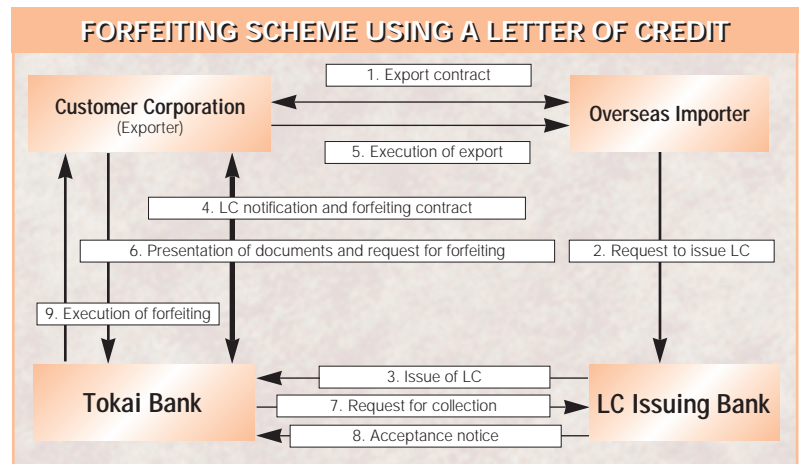 FORFEITING SCHEME USING A LETTER OF CREDIT
1. Export contract
Customer Corporation
(Exporter)
Overseas Importer
5. Execution of export
4. LC notification and forfeiting contract
6. Presentation of documents and request for forfeiting
2. Request to issue LC
9. Execution of forfeiting
3. Issue of LC
Tokai Bank
7. Request for collection
LC Issuing Bank
8. Acceptance notice